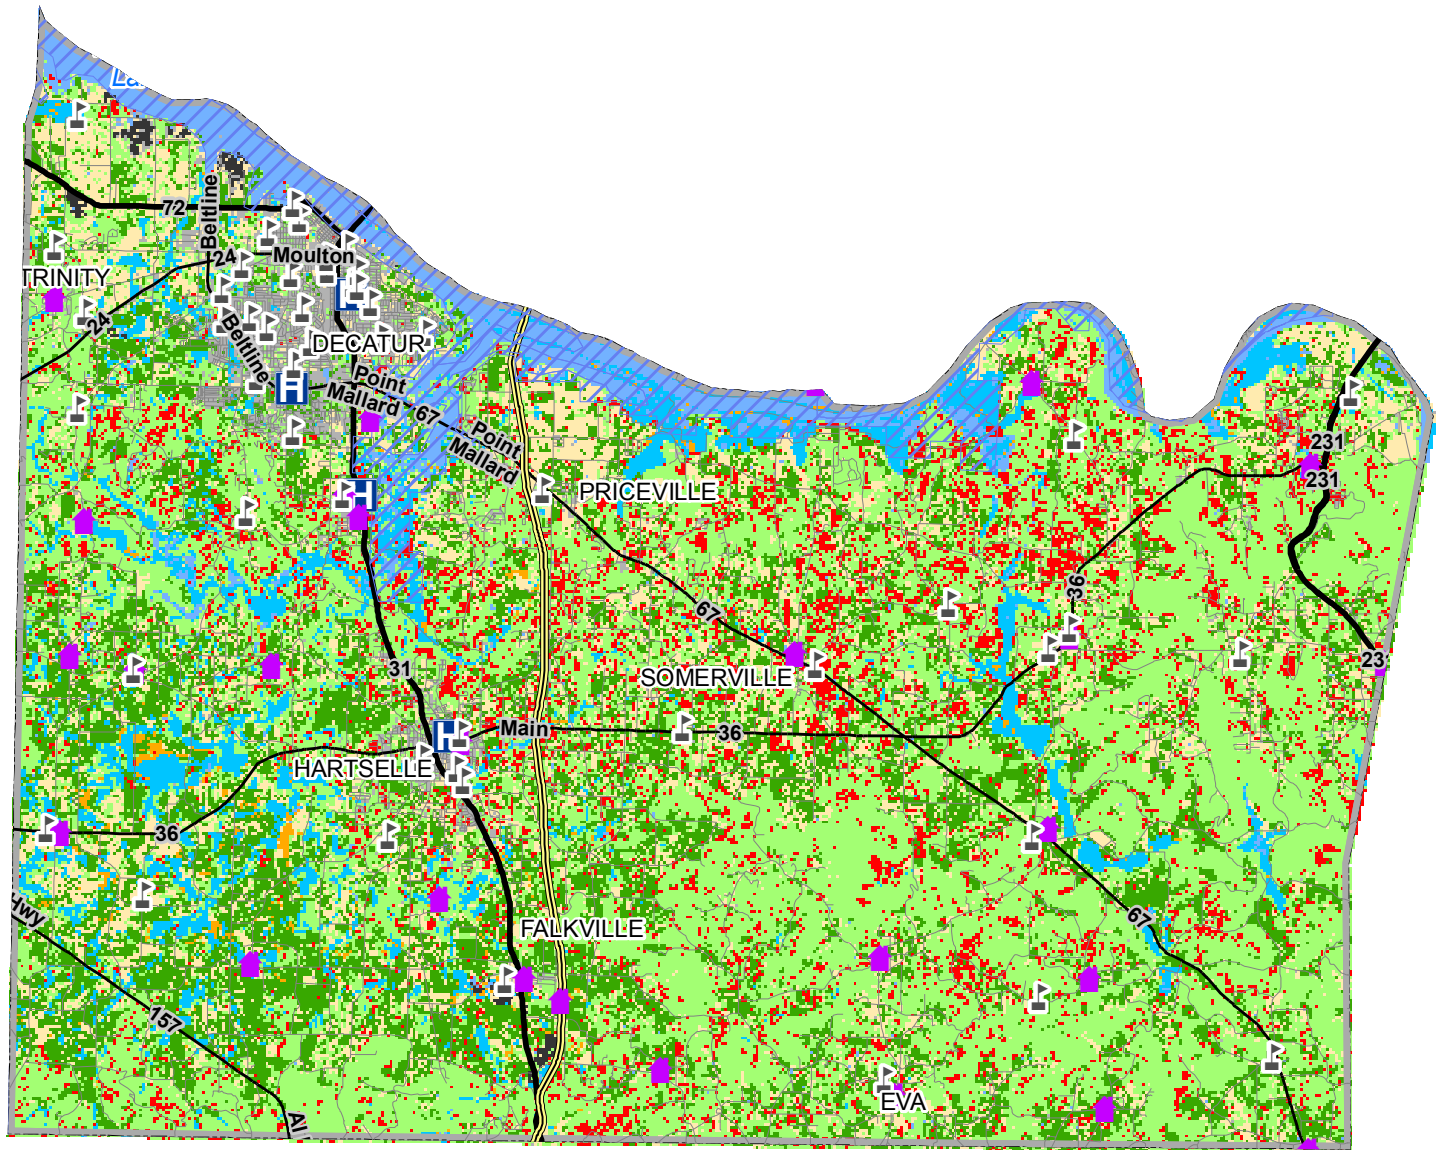 La
72
Beltline
24
Moulton
TRINITY
24
Beltline
DECATUR
H
Point
Mallard
67
Point
Mallard
231
231
H
PRICEVILLE
36
67
31
SOMERVILLE
H
Main
36
HARTSELLE
36
Hwy
67
FALKVILLE
157
EVA